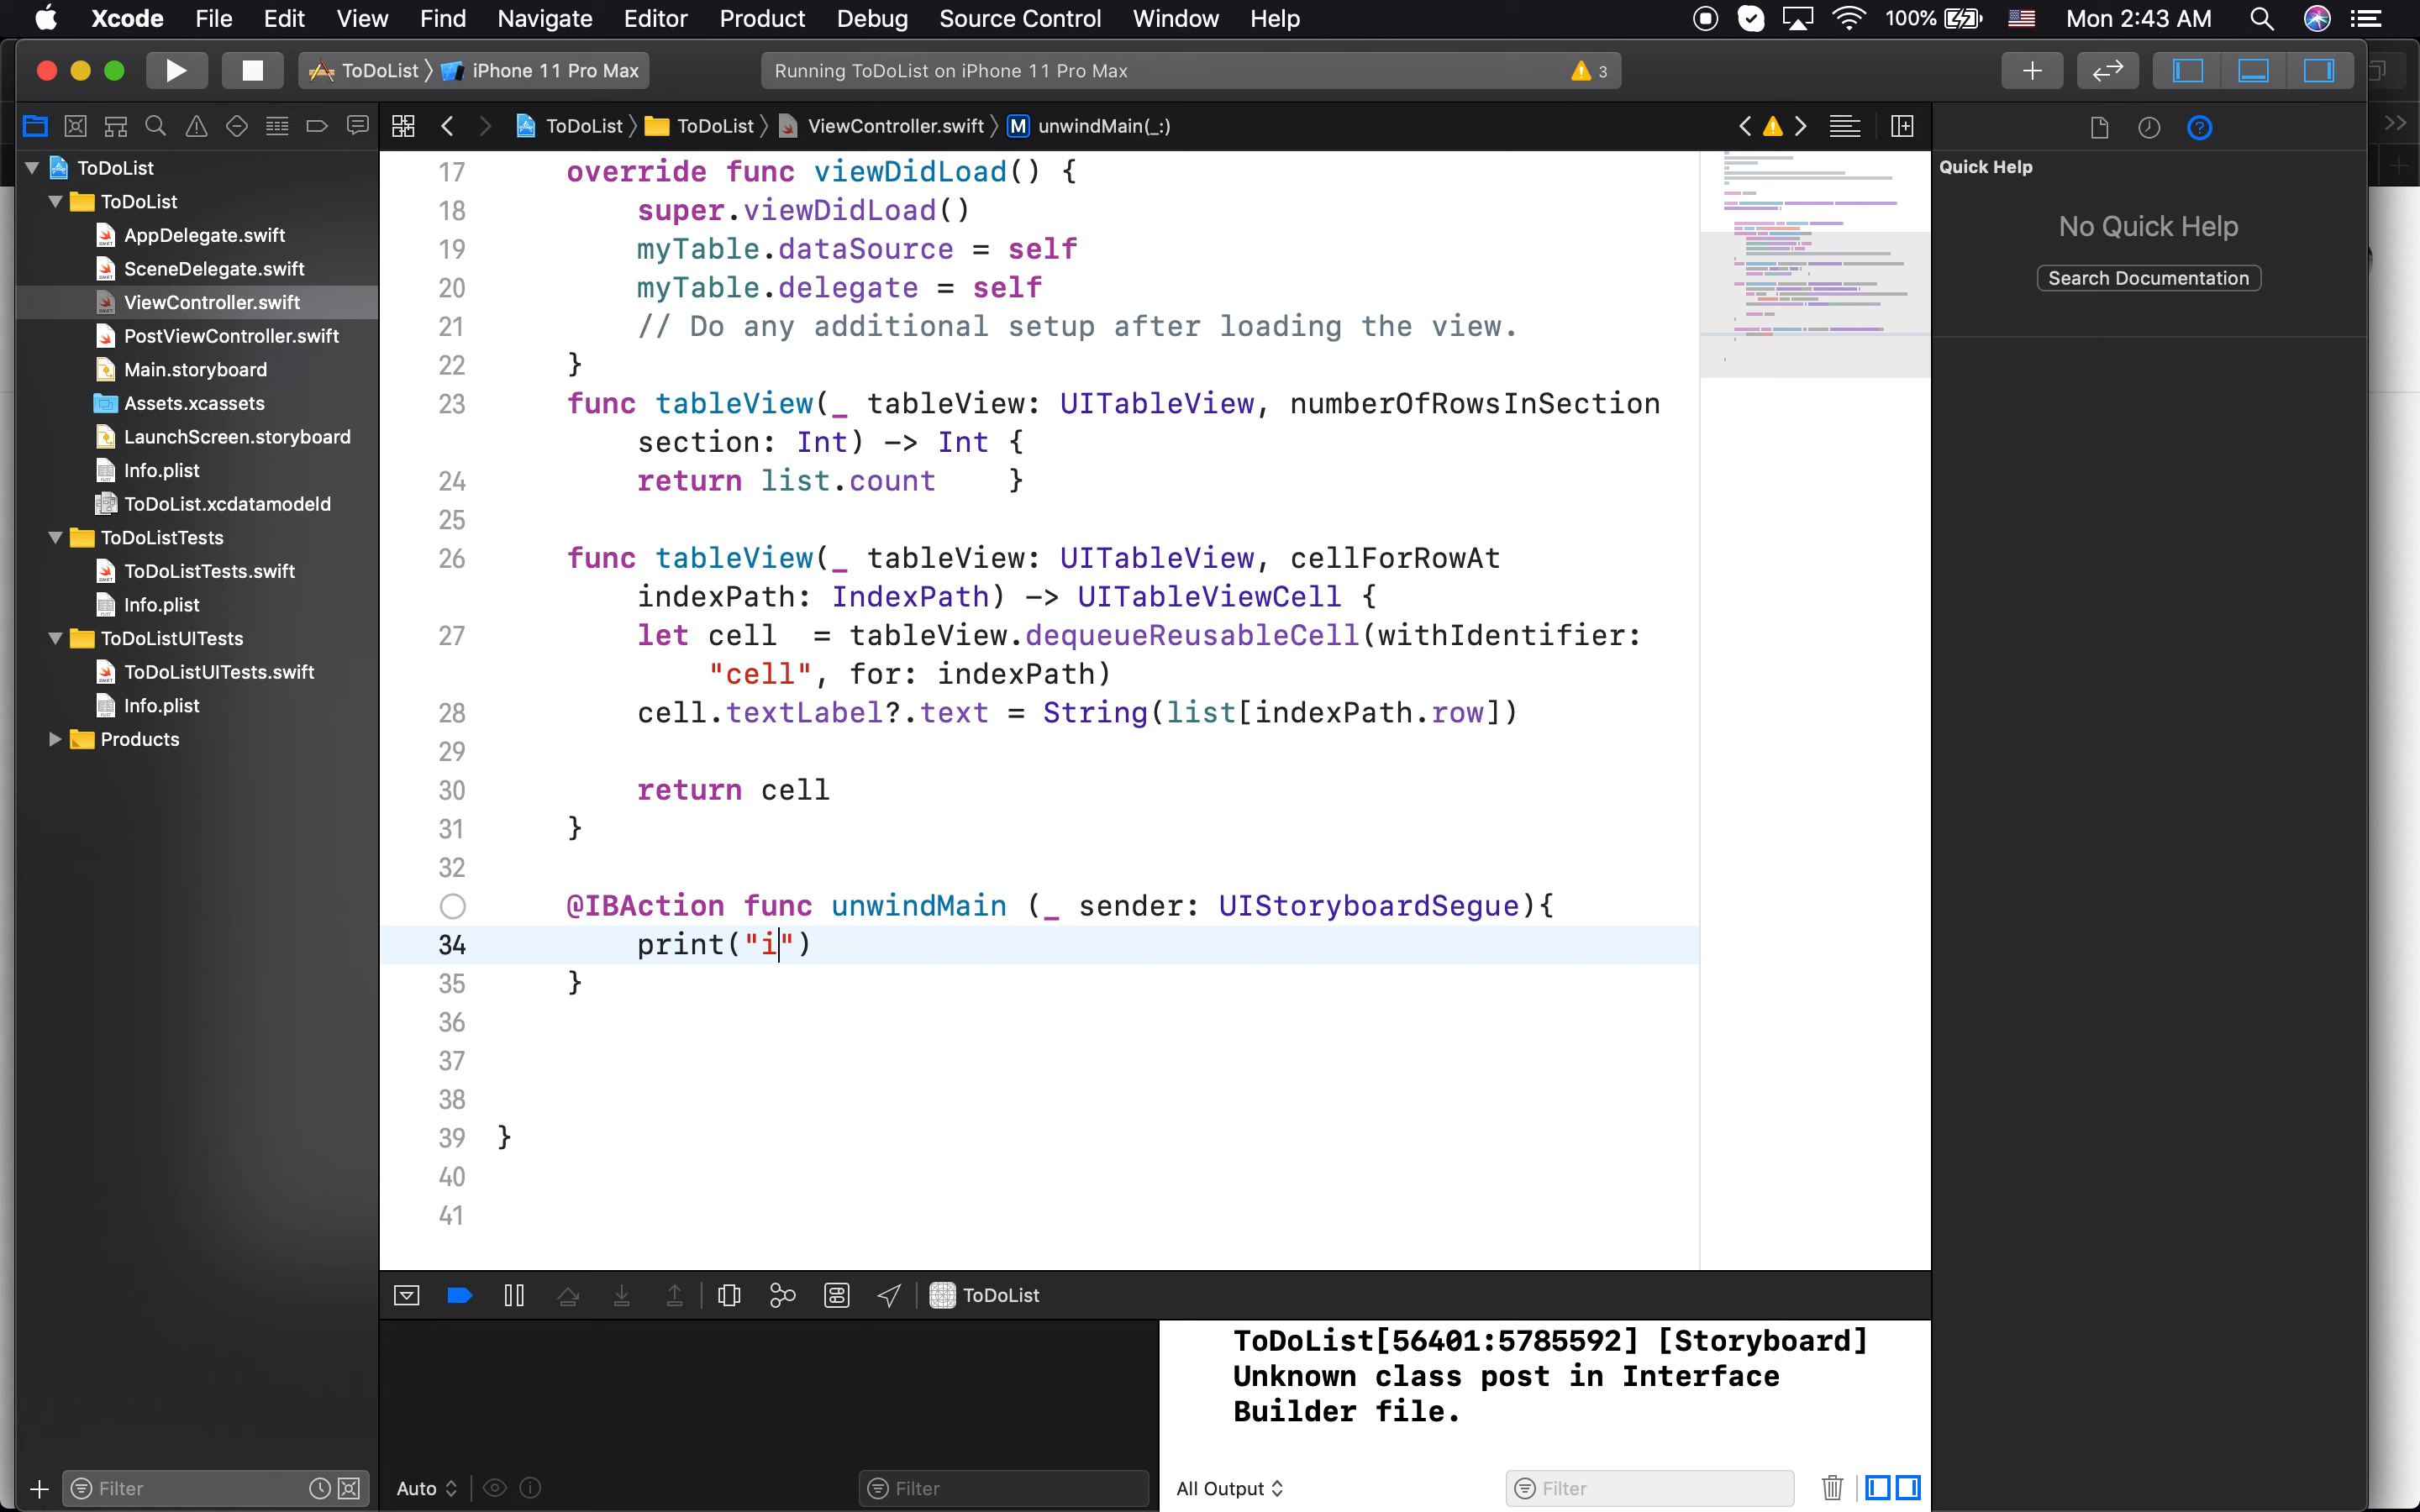 Xcode File Edit View Find Navigate Editor Product Debug Source Control Window Help 100% Mon 2:43 AM
ToDoList iPhone 11 Pro Max Running ToDoList on iPhone 11 Pro Max 3
ToDoList ToDoList ViewController.swift M unwindMain(_:)
ToDoList
ToDoList
AppDelegate.swift
SceneDelegate.swift
ViewController.swift
PostViewController.swift
Main.storyboard
Assets.xcassets
LaunchScreen.storyboard
Info.plist
ToDoList.xcdatamodeld
ToDoListTests
ToDoListTests.swift
Info.plist
ToDoListUITests
ToDoListUITests.swift
Info.plist
Products
Filter
17 override func viewDidLoad() {
18 super.viewDidLoad()
19 myTable.dataSource = self
20 myTable.delegate = self
21 // Do any additional setup after loading the view.
22 }
23 func tableView(_ tableView: UITableView, numberOfRowsInSection
section: Int) -> Int {
24 return list.count }
25
26 func tableView(_ tableView: UITableView, cellForRowAt
indexPath: IndexPath) -> UITableViewCell {
27 let cell = tableView.dequeueReusableCell(withIdentifier:
"cell", for: indexPath)
28 cell.textLabel?.text = String(list[indexPath.row])
29
30 return cell
31 }
32
@IBAction func unwindMain (_ sender: UIStoryboardSegue){
34 print("i")
35 }
36
37
38
39 }
40
41
Quick Help
No Quick Help
Search Documentation
ToDoList
ToDoList[56401:5785592] [Storyboard]
Unknown class post in Interface
Builder file.
Auto Filter All Output Filter